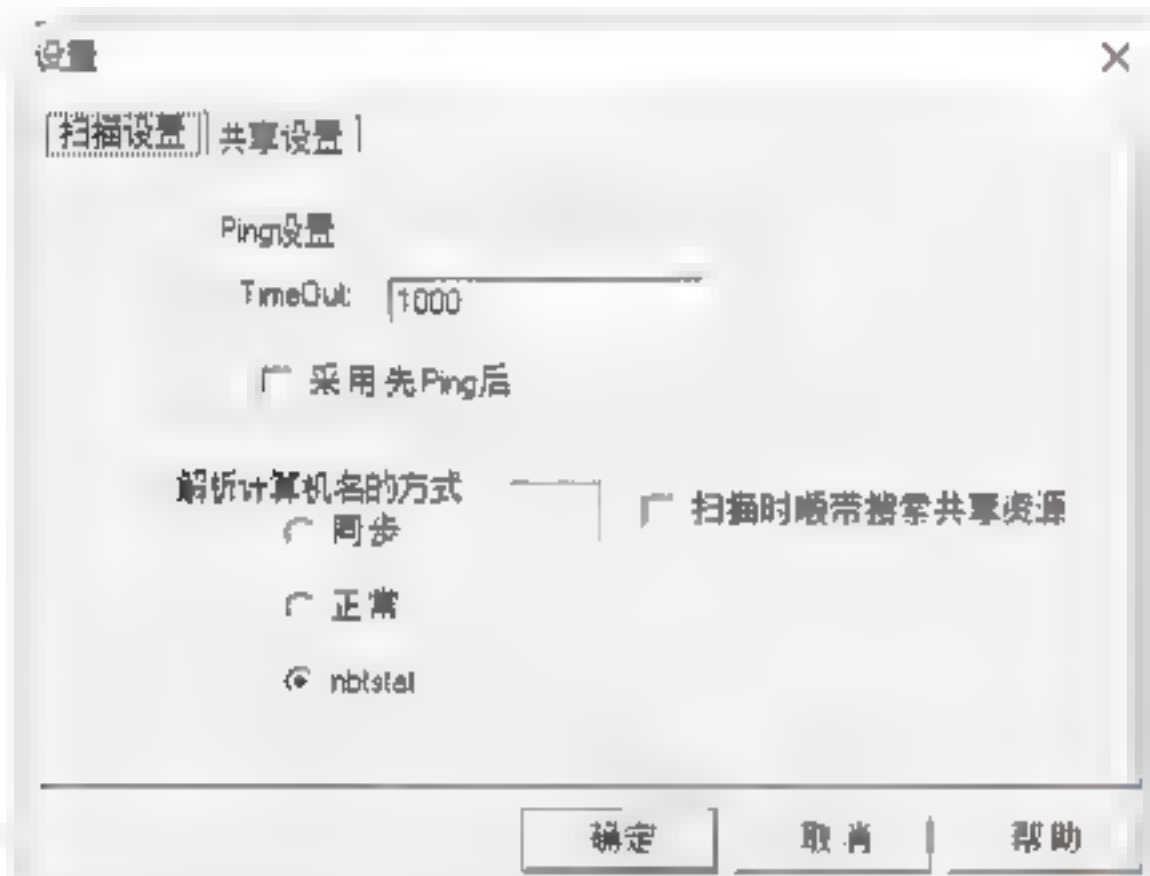 设置
扫描设置 共享设置
Ping设置
TimeOut: 1000
采用先Ping后
解析计算机名的方式
扫描时顺带搜索共享资源
同步
正常
nbtstat
确定 取消 帮助